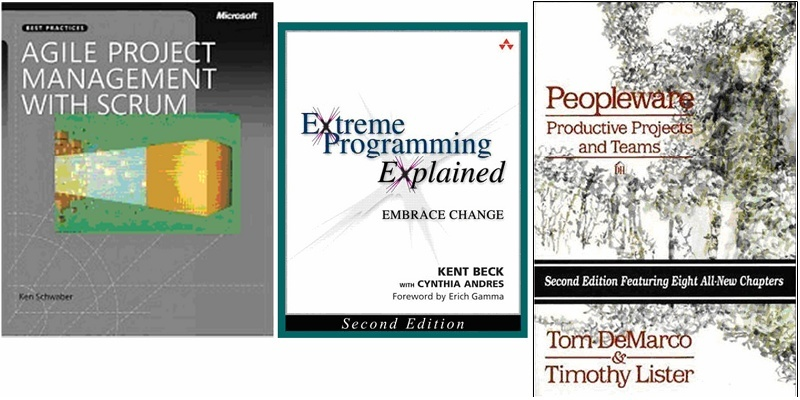 Microsoft
BEST PRACTICES
AGILE PROJECT
MANAGEMENT
WITH SCRUM
Ken Schwaber
Extreme
Programming
Explained
EMBRACE CHANGE
KENT BECK
WITH CYNTHIA ANDRES
Foreword by Erich Gamma
Second Edition
Peopleware
Productive Projects
and Teams
DH
Second Edition Featuring Eight All-New Chapters
Tom DeMarco
&
Timothy Lister